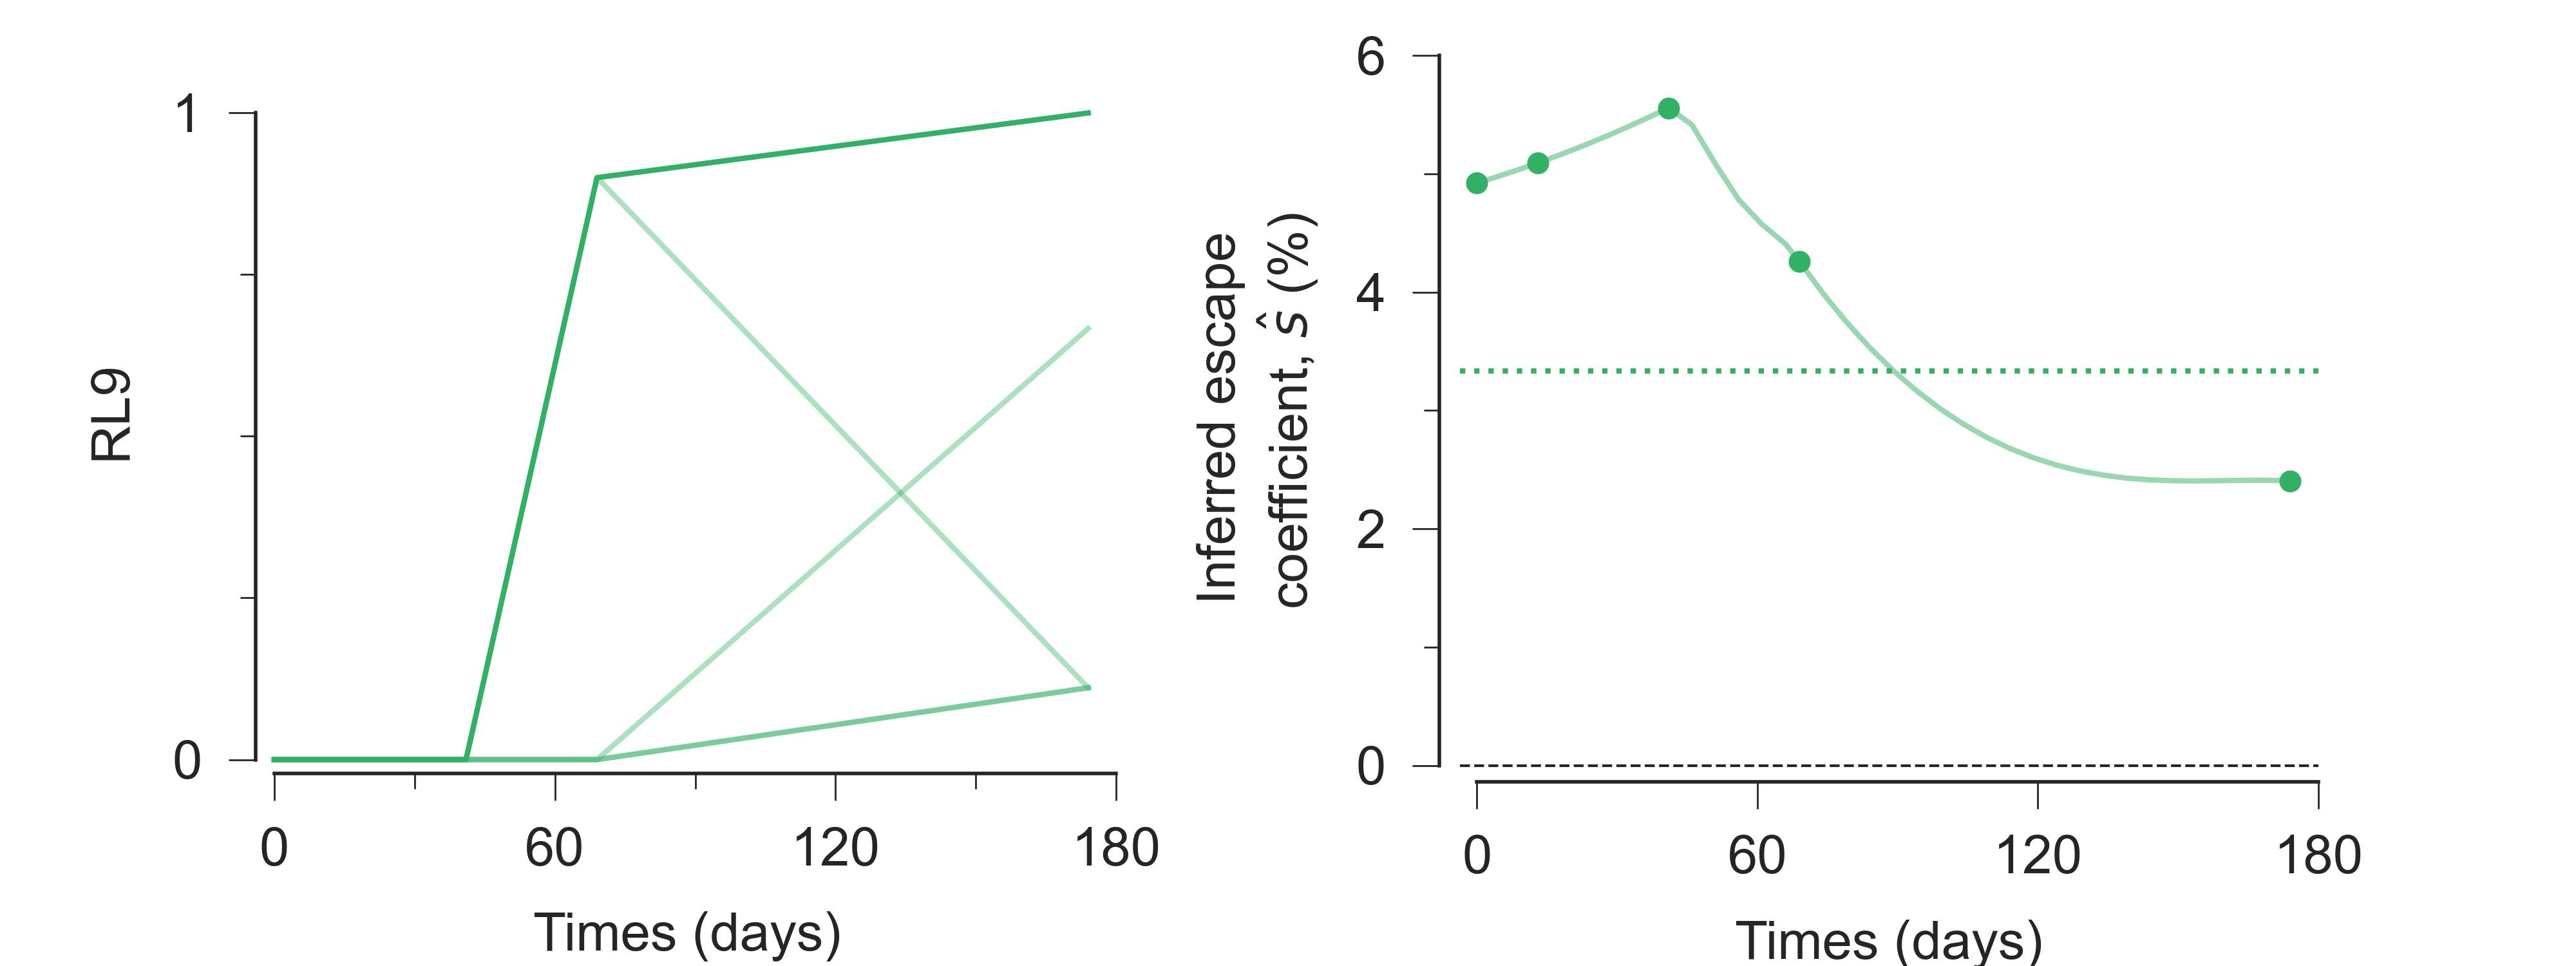 1
RL9
0
0 60 120 180
Times (days)
6
Inferred escape
coefficient, ŝ (%)
4
2
0
0 60 120 180
Times (days)